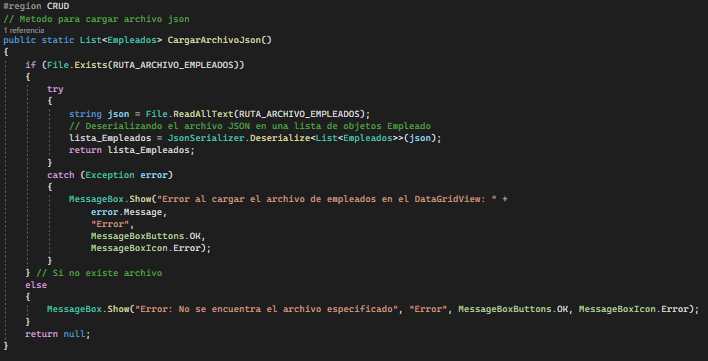 #region CRUD
// Metodo para cargar archivo json
1 referencia
public static List<Empleados> CargarArchivoJson()
{
if (File.Exists(RUTA_ARCHIVO_EMPLEADOS))
{
try
{
string json = File.ReadAllText(RUTA_ARCHIVO_EMPLEADOS);
// Deserializando el archivo JSON en una lista de objetos Empleado
lista_Empleados = JsonSerializer.Deserialize<List<Empleados>>(json);
return lista_Empleados;
}
catch (Exception error)
{
MessageBox.Show("Error al cargar el archivo de empleados en el DataGridView: " +
error.Message,
"Error",
MessageBoxButtons.OK,
MessageBoxIcon.Error);
}
} // Si no existe archivo
else
{
MessageBox.Show("Error: No se encuentra el archivo especificado", "Error", MessageBoxButtons.OK, MessageBoxIcon.Error);
}
return null;
}